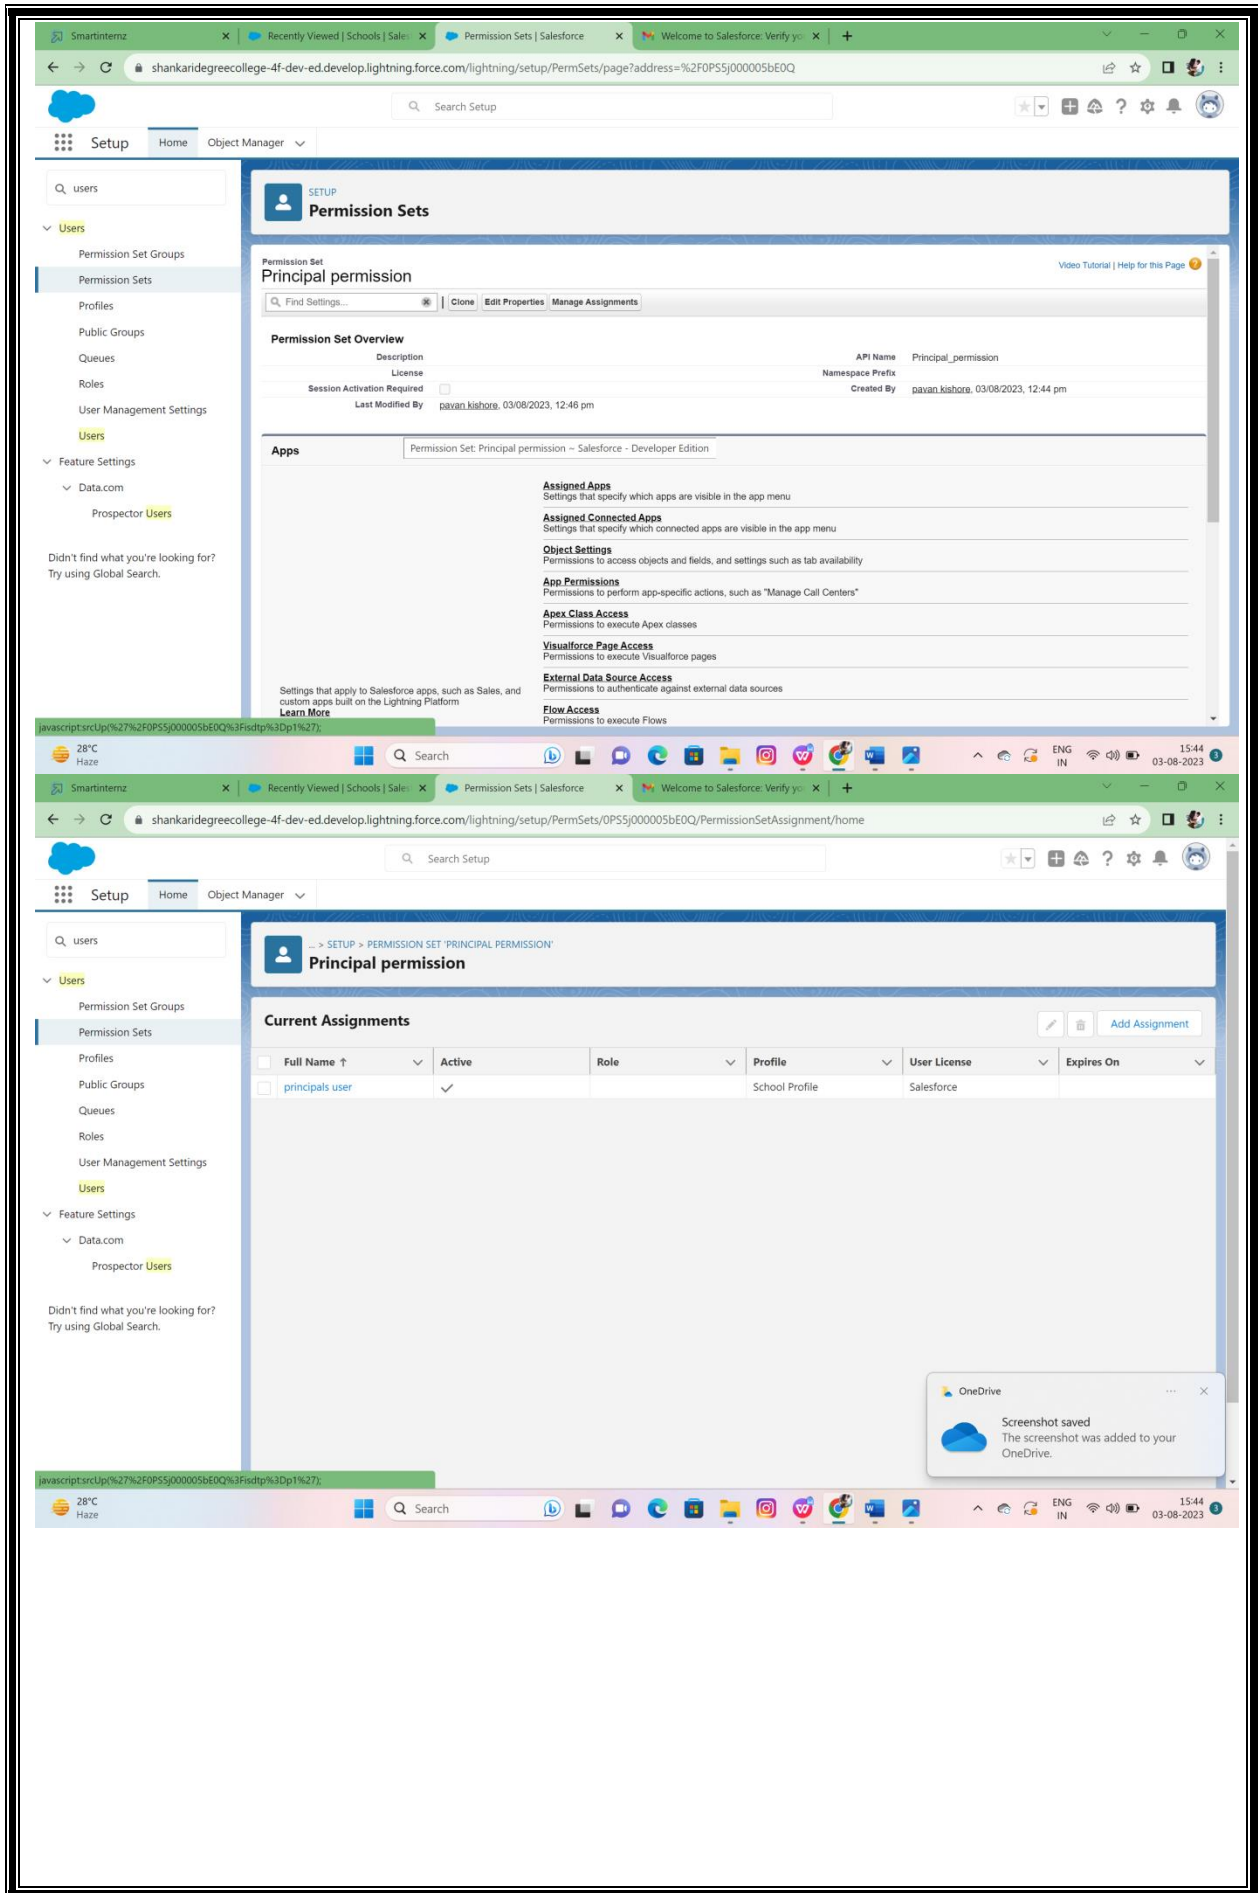 Smartinternz
Recently Viewed | Schools | Sales
Permission Sets | Salesforce
Welcome to Salesforce: Verify yo
shankaridegreecollege-4f-dev-ed.develop.lightning.force.com/lightning/setup/PermSets/page?address=%2F0PS5j000005bE0Q
Search Setup
Setup Home Object Manager
users
Users
Permission Set Groups
Permission Sets
Profiles
Public Groups
Queues
Roles
User Management Settings
Users
Feature Settings
Data.com
Prospector Users
Didn't find what you're looking for?
Try using Global Search.
SETUP
Permission Sets
Permission Set
Principal permission
Video Tutorial | Help for this Page
Find Settings... | Clone Edit Properties Manage Assignments
Permission Set Overview
Description
API Name Principal_permission
License
Namespace Prefix
Session Activation Required
Created By pavan kishore, 03/08/2023, 12:44 pm
Last Modified By pavan kishore, 03/08/2023, 12:46 pm
Apps
Permission Set: Principal permission ~ Salesforce - Developer Edition
Settings that apply to Salesforce apps, such as Sales, and
custom apps built on the Lightning Platform
Learn More
Assigned Apps
Settings that specify which apps are visible in the app menu
Assigned Connected Apps
Settings that specify which connected apps are visible in the app menu
Object Settings
Permissions to access objects and fields, and settings such as tab availability
App Permissions
Permissions to perform app-specific actions, such as "Manage Call Centers"
Apex Class Access
Permissions to execute Apex classes
Visualforce Page Access
Permissions to execute Visualforce pages
External Data Source Access
Permissions to authenticate against external data sources
Flow Access
Permissions to execute Flows
javascript:srcUp(%27%2F0PS5j000005bE0Q%3Fisdtp%3Dp1%27);
28°C
Haze
Search
ENG
IN
15:44
03-08-2023
3
Smartinternz
Recently Viewed | Schools | Sales
Permission Sets | Salesforce
Welcome to Salesforce: Verify yo
shankaridegreecollege-4f-dev-ed.develop.lightning.force.com/lightning/setup/PermSets/0PS5j000005bE0Q/PermissionSetAssignment/home
Search Setup
Setup Home Object Manager
users
Users
Permission Set Groups
Permission Sets
Profiles
Public Groups
Queues
Roles
User Management Settings
Users
Feature Settings
Data.com
Prospector Users
Didn't find what you're looking for?
Try using Global Search.
... > SETUP > PERMISSION SET 'PRINCIPAL PERMISSION'
Principal permission
Current Assignments
Add Assignment
Full Name ↑ Active Role Profile User License Expires On
principals user School Profile Salesforce
OneDrive
Screenshot saved
The screenshot was added to your
OneDrive.
javascript:srcUp(%27%2F0PS5j000005bE0Q%3Fisdtp%3Dp1%27);
28°C
Haze
Search
ENG
IN
15:44
03-08-2023
3